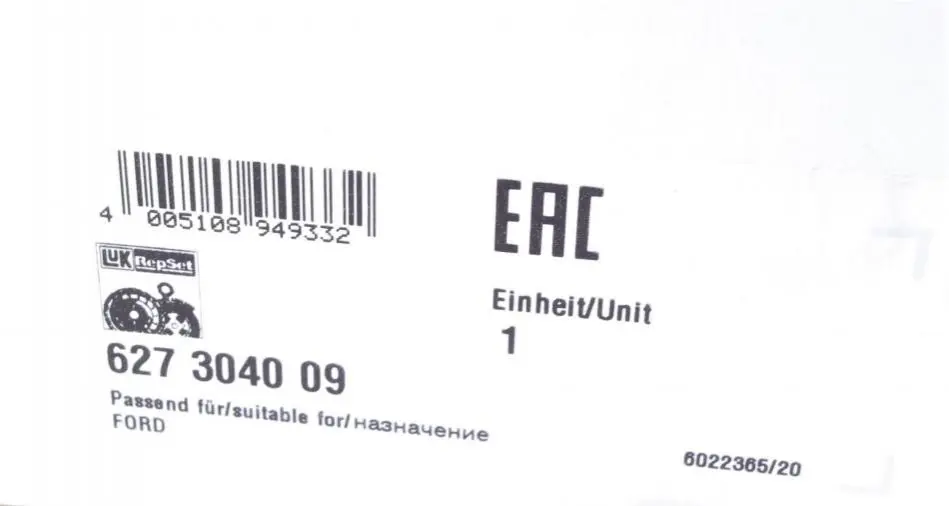 4 005108 949332
EAC
LuK RepSet
Einheit/Unit
1
627 3040 09
Passend für/suitable for/назначение
FORD
6022365/20